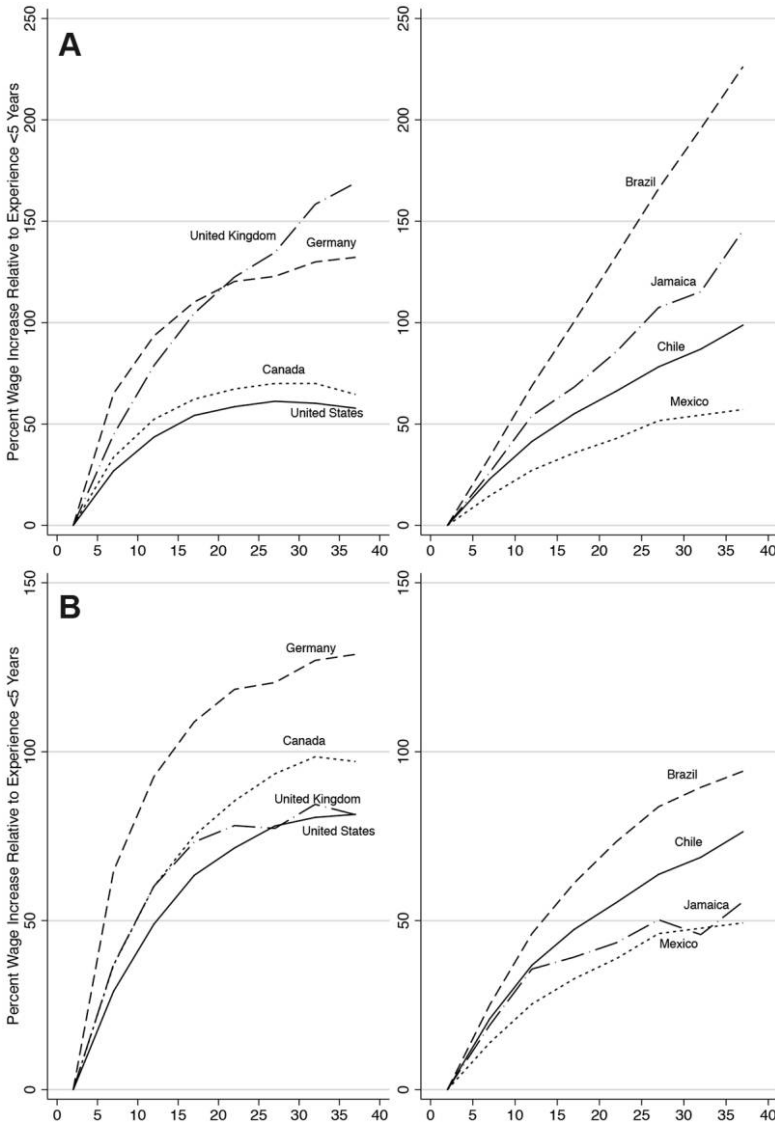 A
Percent Wage Increase Relative to Experience <5 Years
250
200
150
100
50
0
United Kingdom
Germany
Canada
United States
0 5 10 15 20 25 30 35 40
250
200
150
100
50
0
Brazil
Jamaica
Chile
Mexico
0 5 10 15 20 25 30 35 40
B
Percent Wage Increase Relative to Experience <5 Years
150
100
50
0
Germany
Canada
United Kingdom
United States
0 5 10 15 20 25 30 35 40
150
100
50
0
Brazil
Chile
Jamaica
Mexico
0 5 10 15 20 25 30 35 40